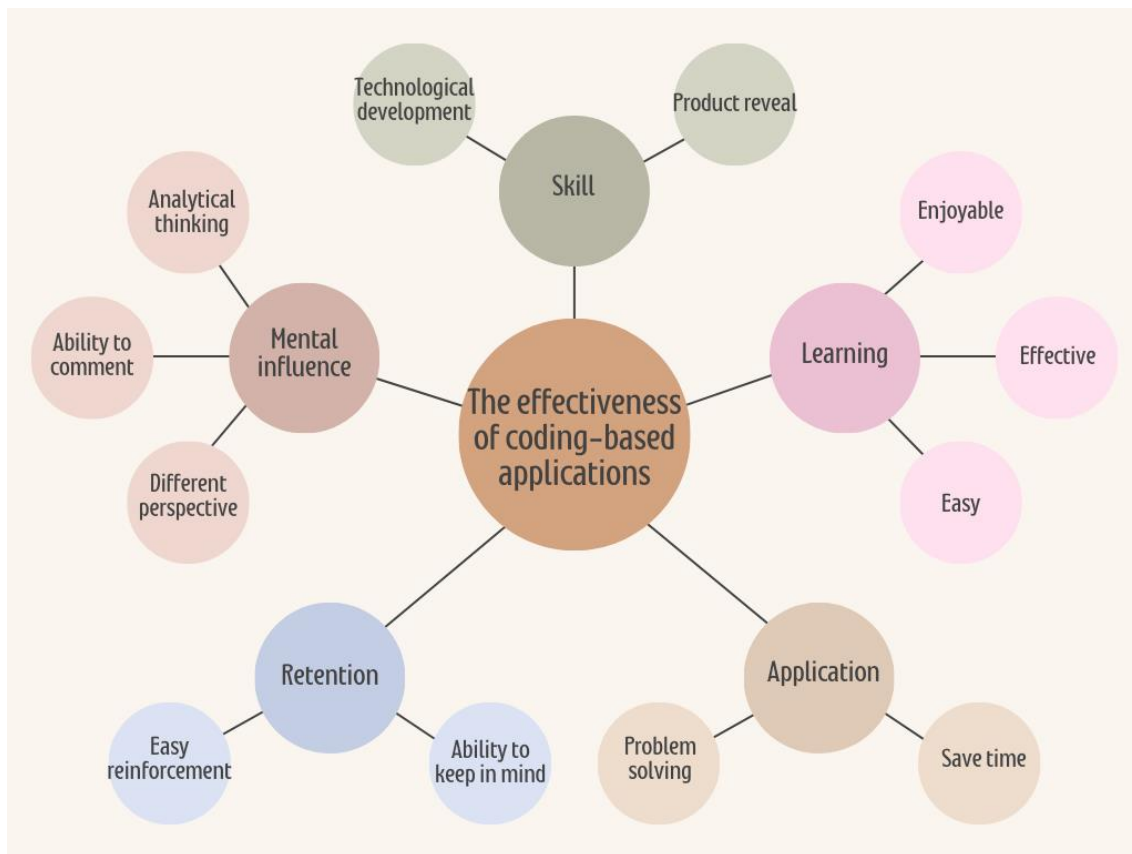 Technological
development
Product reveal
Skill
Analytical
thinking
Enjoyable
Ability to
comment
Mental
influence
Learning
Effective
The effectiveness
of coding-based
applications
Different
perspective
Easy
Retention
Application
Easy
reinforcement
Ability to
keep in mind
Problem
solving
Save time